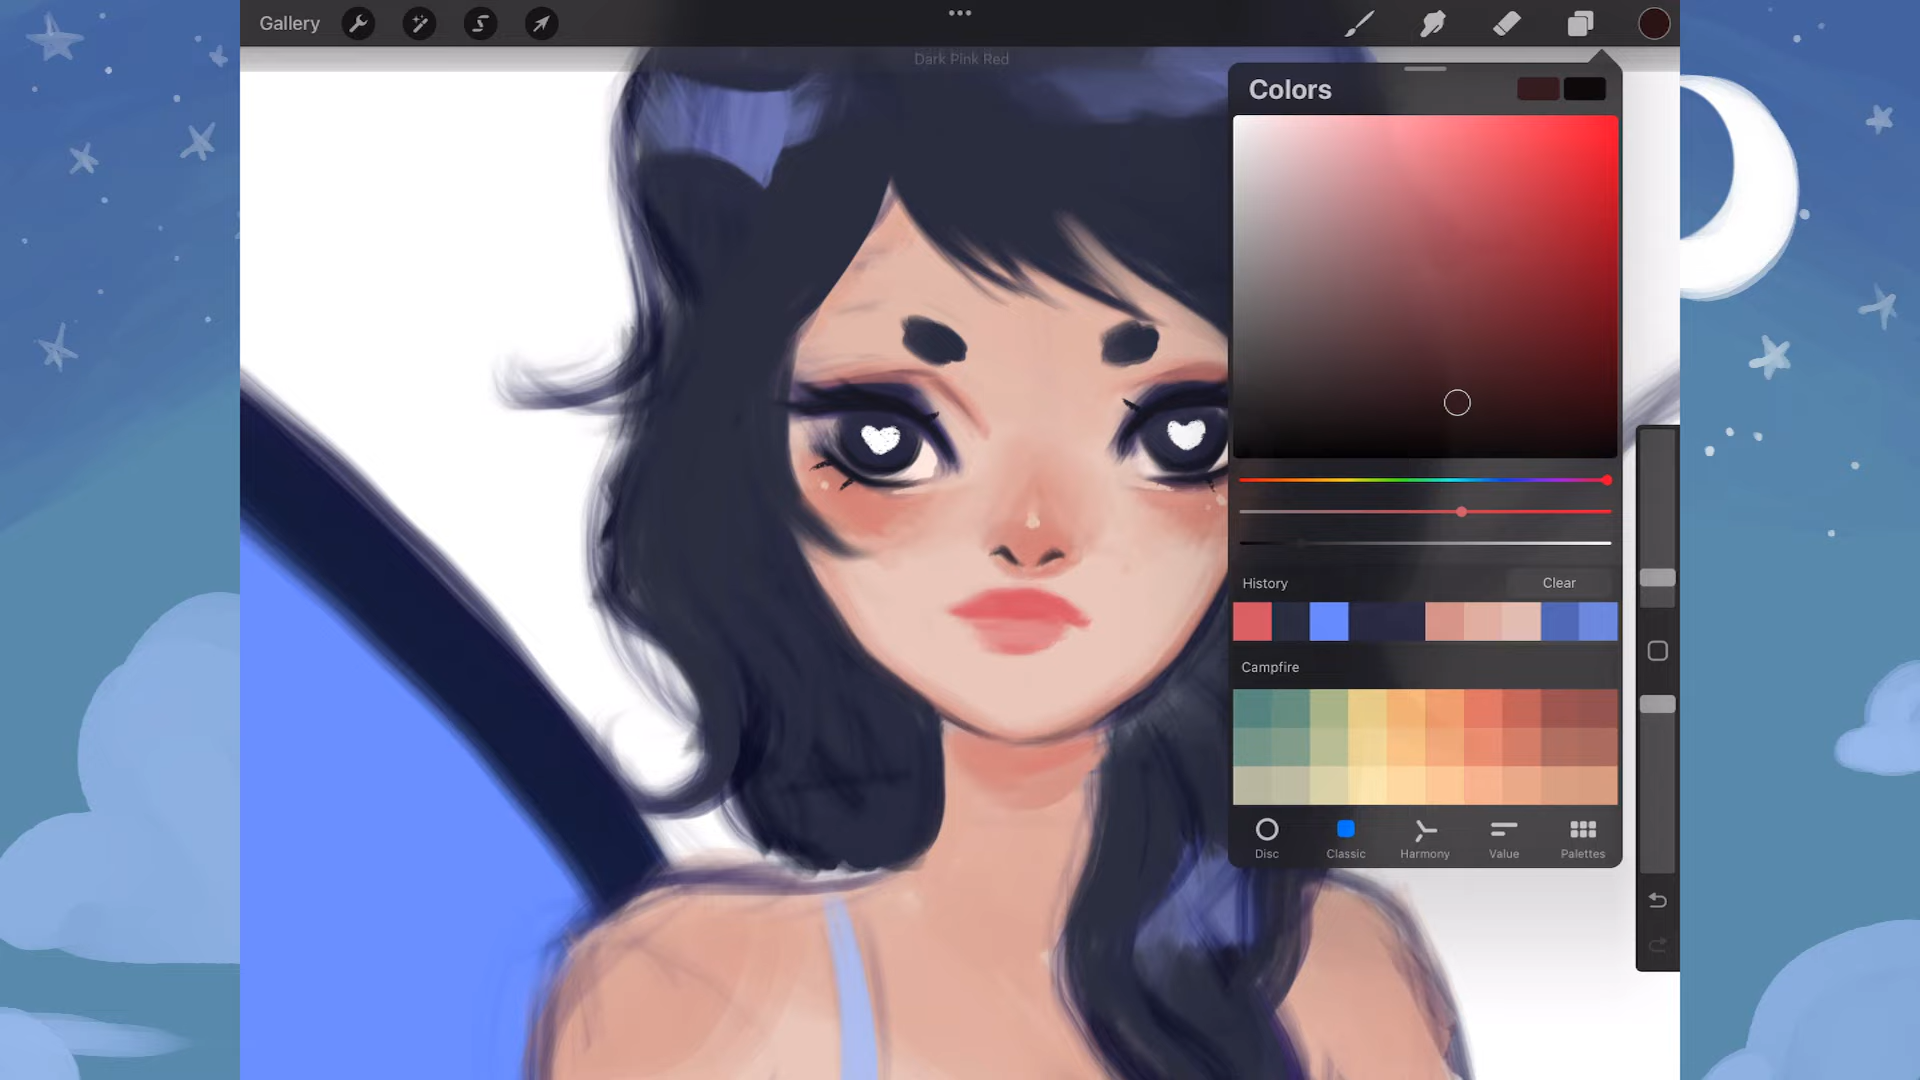 Gallery
Dark Pink Red
Colors
History
Clear
Campfire
Disc
Classic
Harmony
Value
Palettes